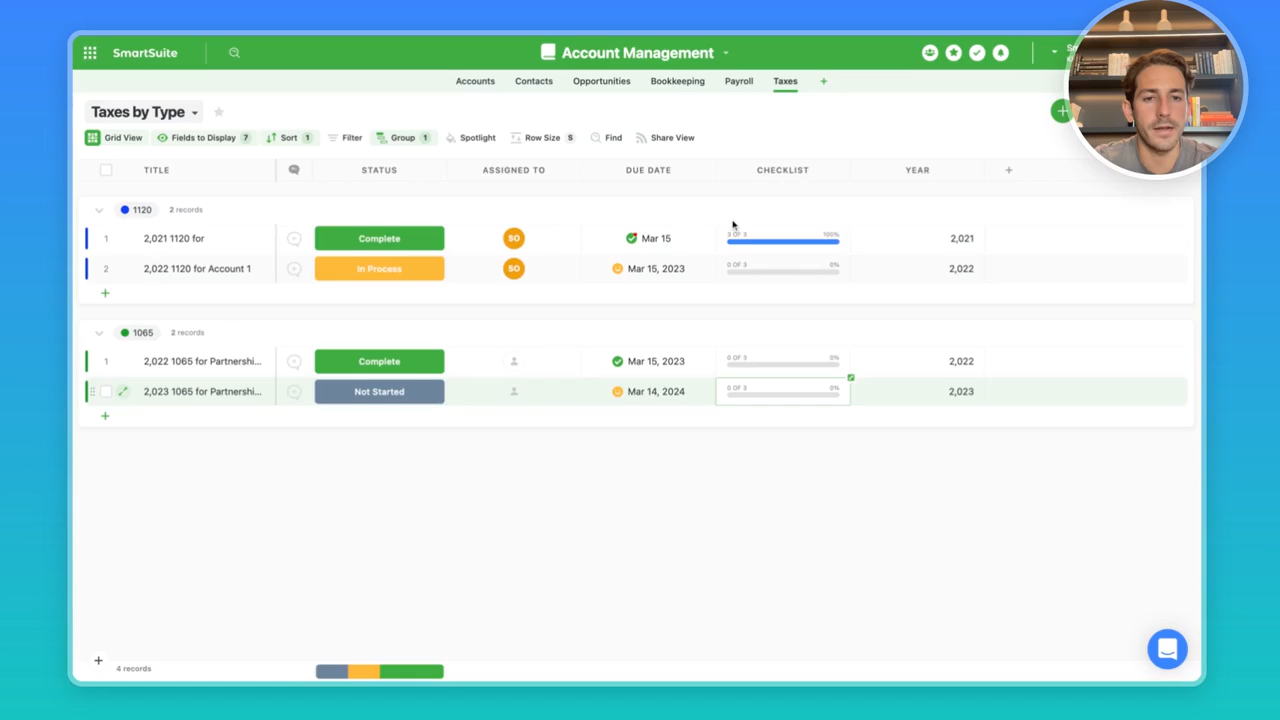 SmartSuite
Account Management
Accounts Contacts Opportunities Bookkeeping Payroll Taxes +
Taxes by Type
Grid View Fields to Display 7 Sort 1 Filter Group 1 Spotlight Row Size S Find Share View
TITLE STATUS ASSIGNED TO DUE DATE CHECKLIST YEAR +
1120 2 records
1 2,021 1120 for Complete SO Mar 15 3 OF 3 100% 2,021
2 2,022 1120 for Account 1 In Process SO Mar 15, 2023 0 OF 3 0% 2,022
+
1065 2 records
1 2,022 1065 for Partnershi... Complete Mar 15, 2023 0 OF 3 0% 2,022
2,023 1065 for Partnershi... Not Started Mar 14, 2024 0 OF 3 0% 2,023
+
+ 4 records